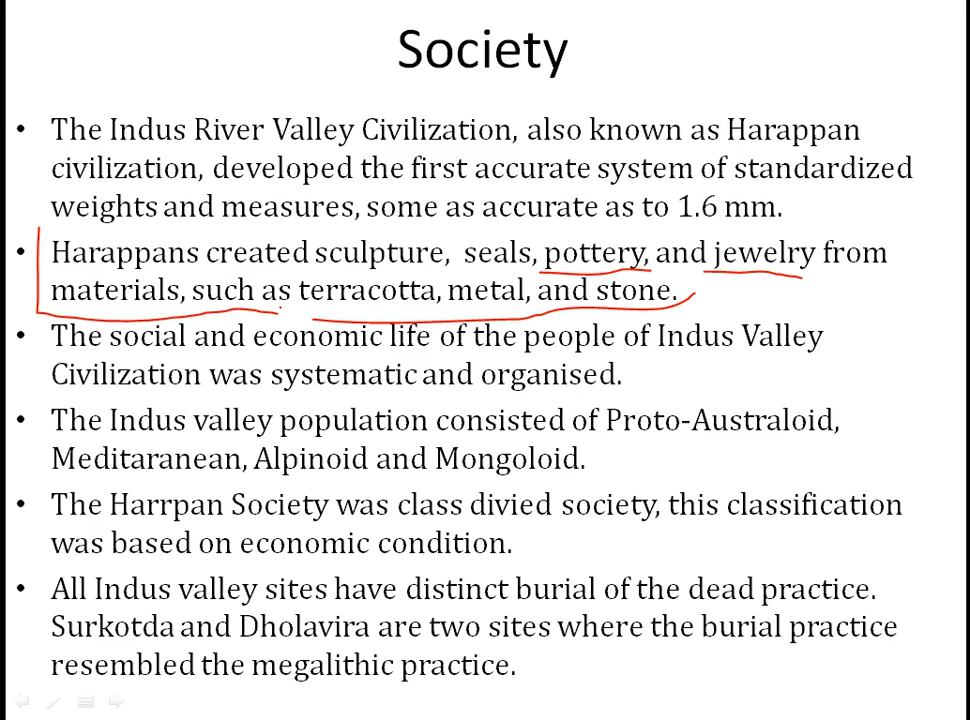 Society
• The Indus River Valley Civilization, also known as Harappan
civilization, developed the first accurate system of standardized
weights and measures, some as accurate as to 1.6 mm.
• Harappans created sculpture, seals, pottery, and jewelry from
materials, such as terracotta, metal, and stone.
• The social and economic life of the people of Indus Valley
Civilization was systematic and organised.
• The Indus valley population consisted of Proto-Australoid,
Meditaranean, Alpinoid and Mongoloid.
• The Harrpan Society was class divied society, this classification
was based on economic condition.
• All Indus valley sites have distinct burial of the dead practice.
Surkotda and Dholavira are two sites where the burial practice
resembled the megalithic practice.